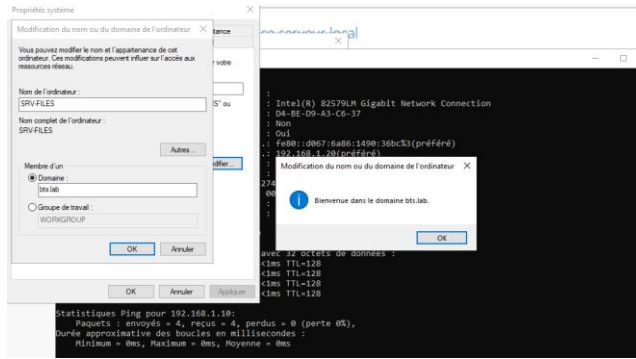 Propriétés système
Modification du nom ou du domaine de l'ordinateur
Vous pouvez modifier le nom et l'appartenance de cet
ordinateur. Ces modifications peuvent influer sur l'accès aux
ressources réseau.
Nom de l'ordinateur :
SRV-FILES
Nom complet de l'ordinateur :
SRV-FILES
Autres...
Membre d'un
Domaine :
bts.lab
Groupe de travail :
WORKGROUP
OK
Annuler
tance
votre
ou
difier...
OK
Annuler
Appliquer
Intel(R) 82579LM Gigabit Network Connection
D4-BE-D9-A3-C6-37
Non
Oui
fe80::d067:6a86:1490:36bc%3(préféré)
192.168.1.20(préféré)
Modification du nom ou du domaine de l'ordinateur
Bienvenue dans le domaine bts.lab.
OK
avec 32 octets de données :
<1ms TTL=128
<1ms TTL=128
<1ms TTL=128
<1ms TTL=128
Statistiques Ping pour 192.168.1.10:
Paquets : envoyés = 4, reçus = 4, perdus = 0 (perte 0%),
Durée approximative des boucles en millisecondes :
Minimum = 0ms, Maximum = 0ms, Moyenne = 0ms